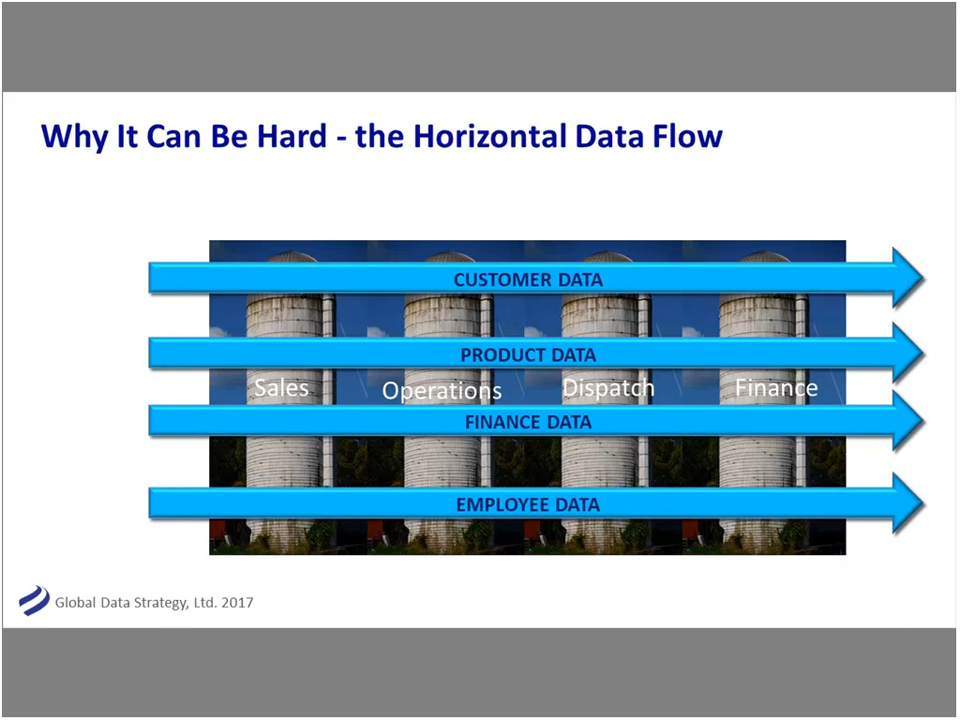 Why It Can Be Hard - the Horizontal Data Flow
CUSTOMER DATA
PRODUCT DATA
Sales Operations Dispatch Finance
FINANCE DATA
EMPLOYEE DATA
Global Data Strategy, Ltd. 2017